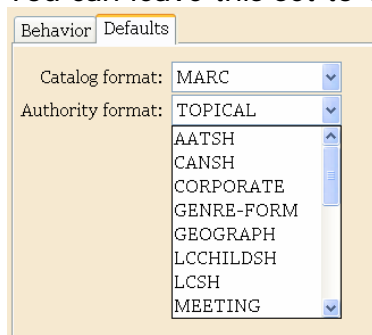 Behavior Defaults
Catalog format: MARC
Authority format: TOPICAL
AATSH
CANSH
CORPORATE
GENRE-FORM
GEOGRAPH
LCCHILDSH
LCSH
MEETING